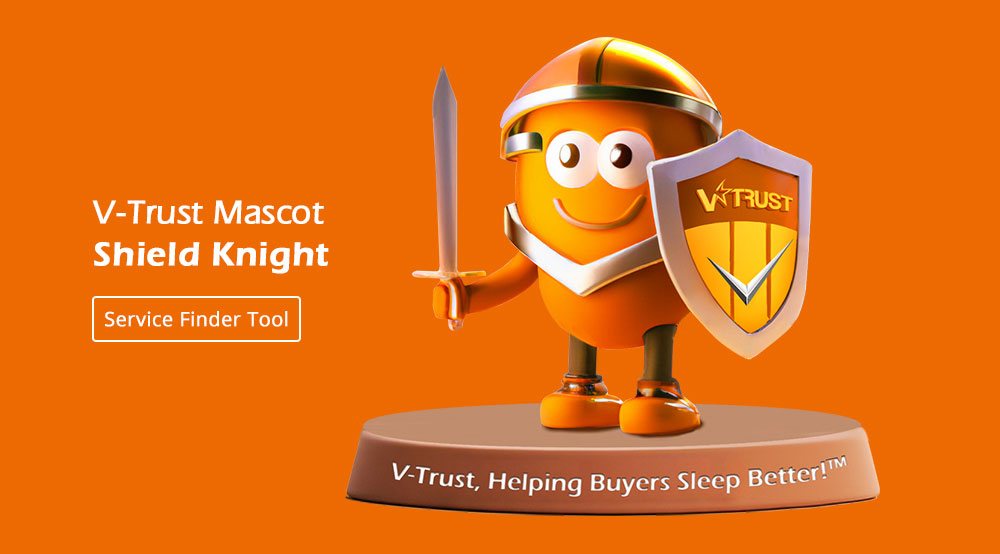 V-Trust Mascot
Shield Knight
Service Finder Tool
V★TRUST
V-Trust, Helping Buyers Sleep Better!™